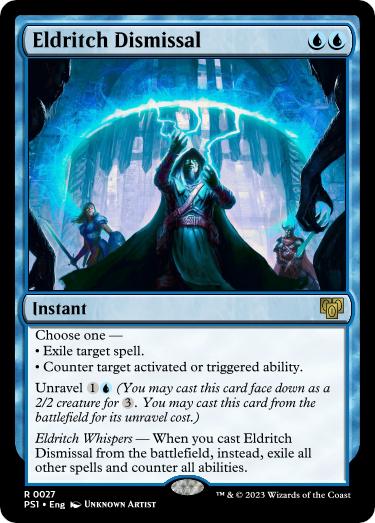 Eldritch Dismissal
Instant
Choose one —
• Exile target spell.
• Counter target activated or triggered ability.
Unravel 1 (You may cast this card face down as a
2/2 creature for 3. You may cast this card from the
battlefield for its unravel cost.)
Eldritch Whispers — When you cast Eldritch
Dismissal from the battlefield, instead, exile all
other spells and counter all abilities.
R 0027
PS1 • Eng Unknown Artist
™ & © 2023 Wizards of the Coast